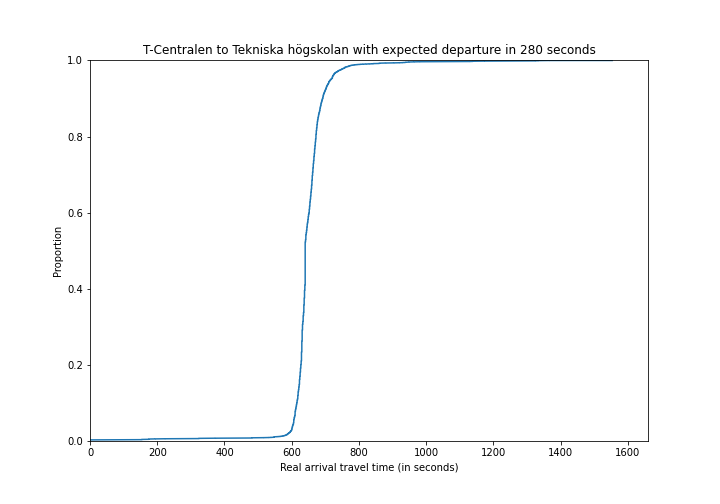 T-Centralen to Tekniska högskolan with expected departure in 280 seconds
1.0
0.8
0.6
Proportion
0.4
0.2
0.0
0 200 400 600 800 1000 1200 1400 1600
Real arrival travel time (in seconds)